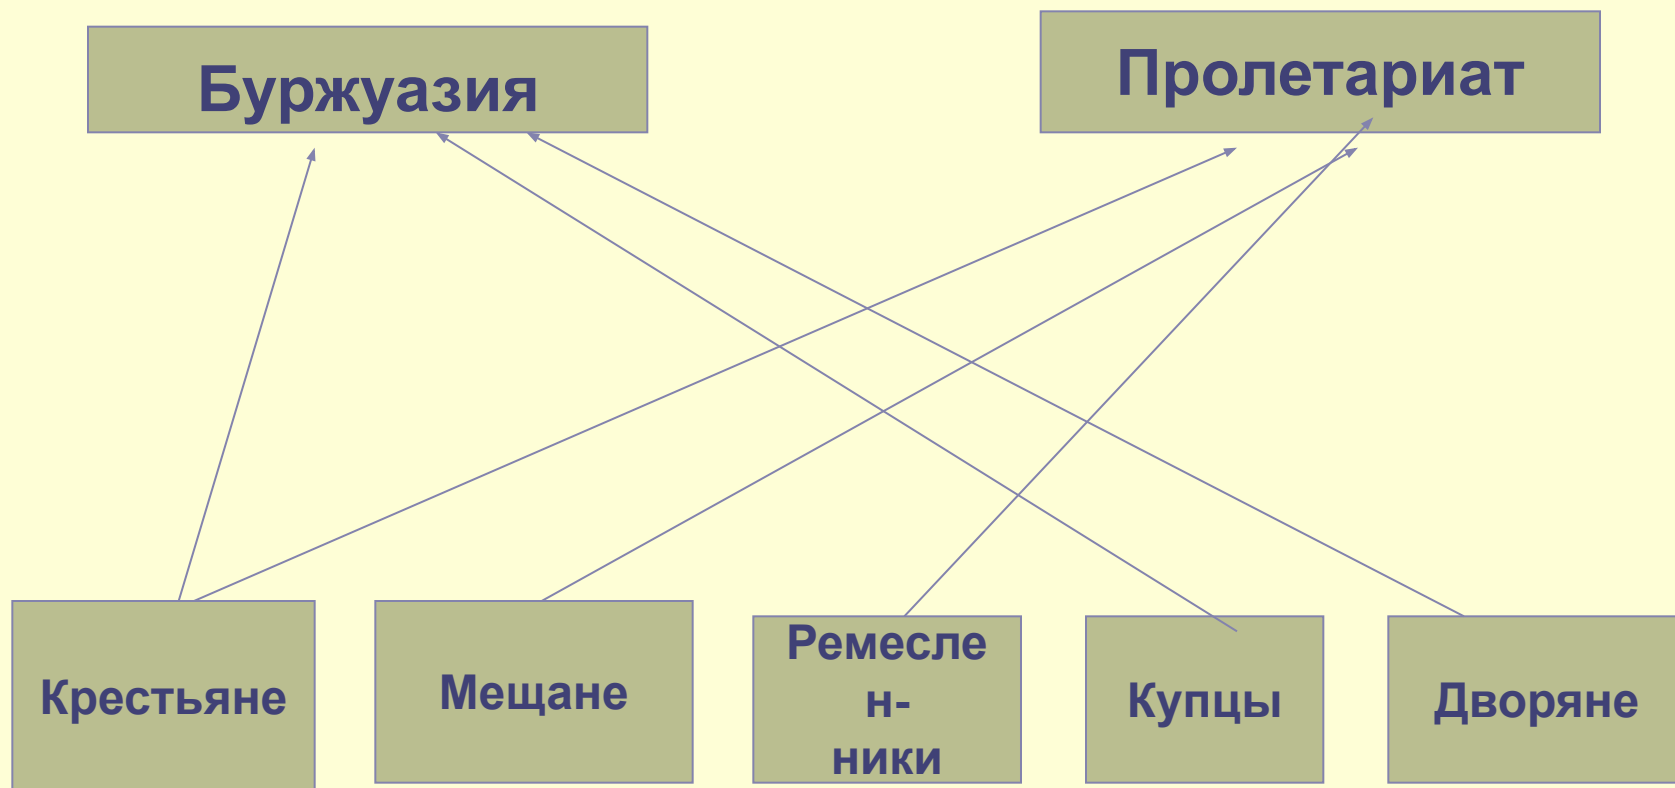 Буржуазия
Пролетариат
Крестьяне
Мещане
Ремесле
н-
ники
Купцы
Дворяне